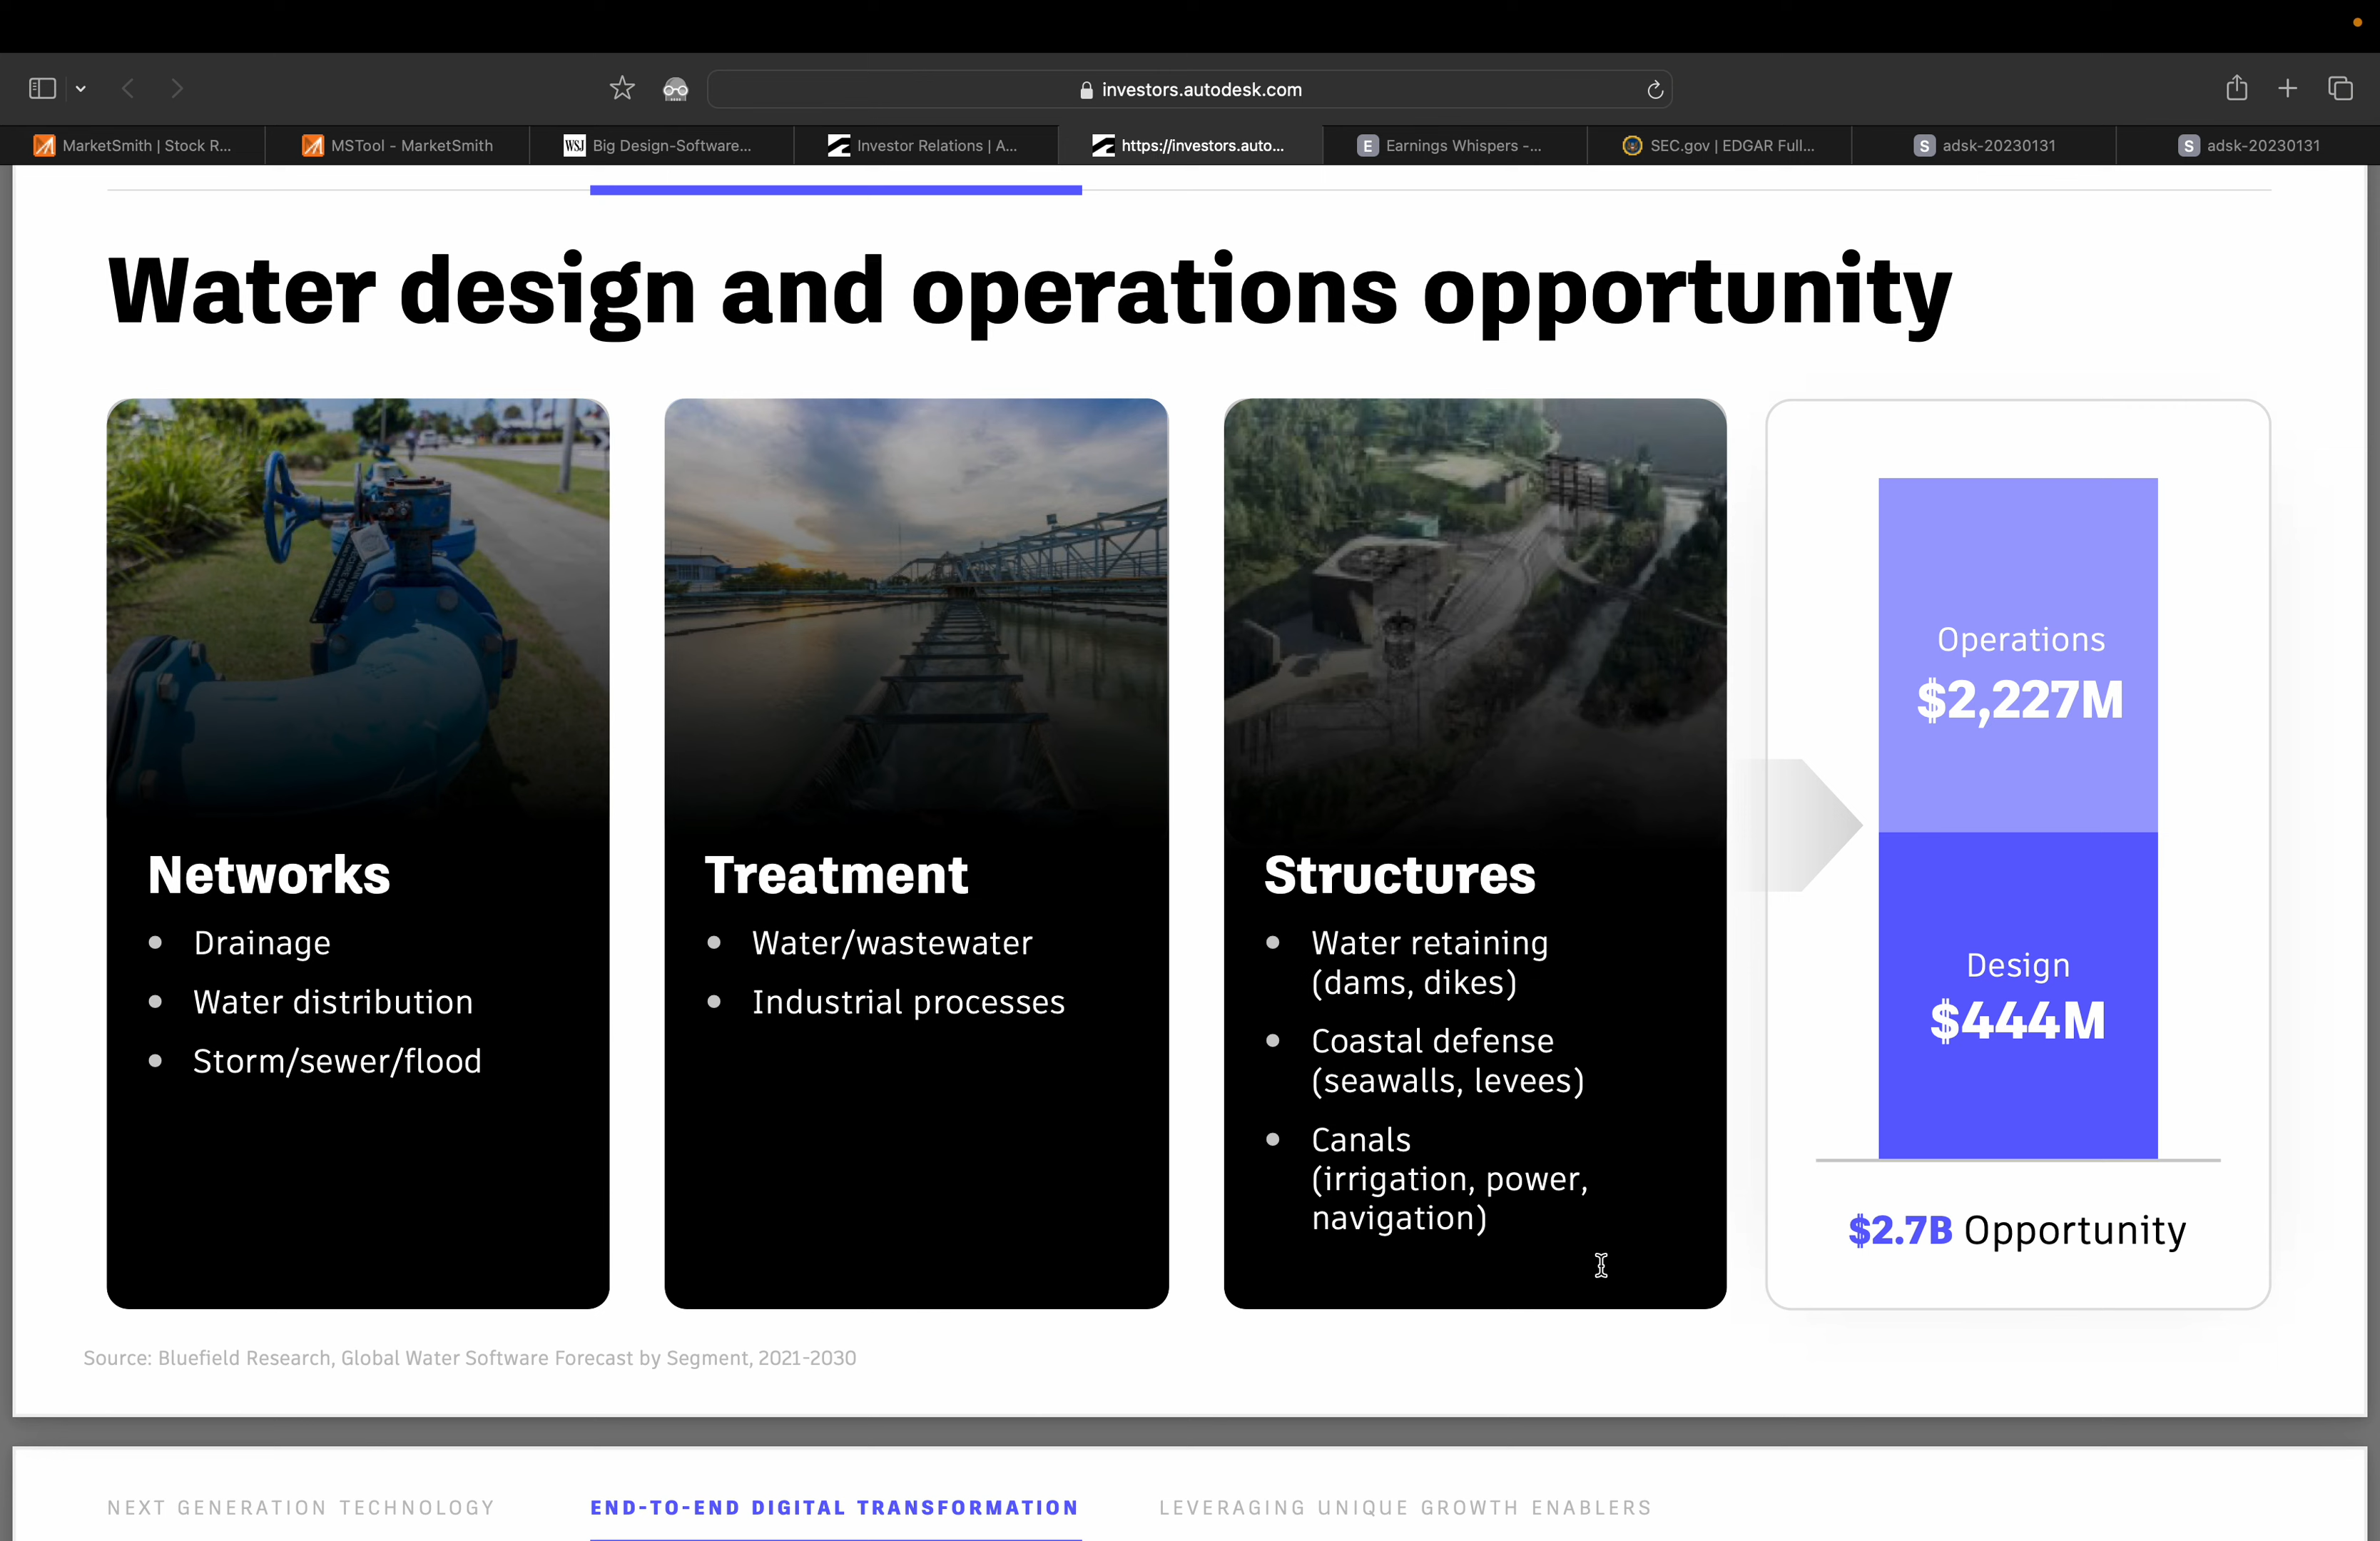 investors.autodesk.com
MarketSmith | Stock R...
MSTool - MarketSmith
WSJ
Big Design-Software...
Investor Relations | A...
https://investors.auto...
E
Earnings Whispers -...
SEC.gov | EDGAR Full...
S
adsk-20230131
S
adsk-20230131
Water design and operations opportunity
Networks
• Drainage
• Water distribution
• Storm/sewer/flood
Treatment
• Water/wastewater
• Industrial processes
Structures
• Water retaining
(dams, dikes)
• Coastal defense
(seawalls, levees)
• Canals
(irrigation, power,
navigation)
Operations
$2,227M
Design
$444M
$2.7B Opportunity
Source: Bluefield Research, Global Water Software Forecast by Segment, 2021-2030
NEXT GENERATION TECHNOLOGY
END-TO-END DIGITAL TRANSFORMATION
LEVERAGING UNIQUE GROWTH ENABLERS